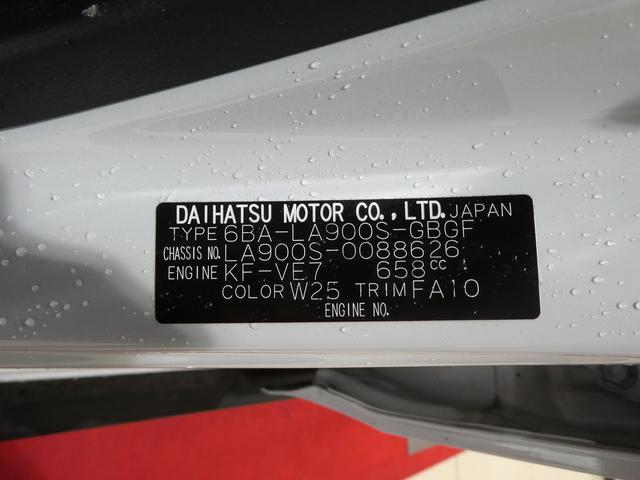 DAIHATSU MOTOR CO.,LTD. JAPAN
TYPE 6BA-LA900S-GBGF
CHASSIS NO. LA900S-0088626
ENGINE KF-VE7 658cc
COLOR W25 TRIM FA10
ENGINE NO.